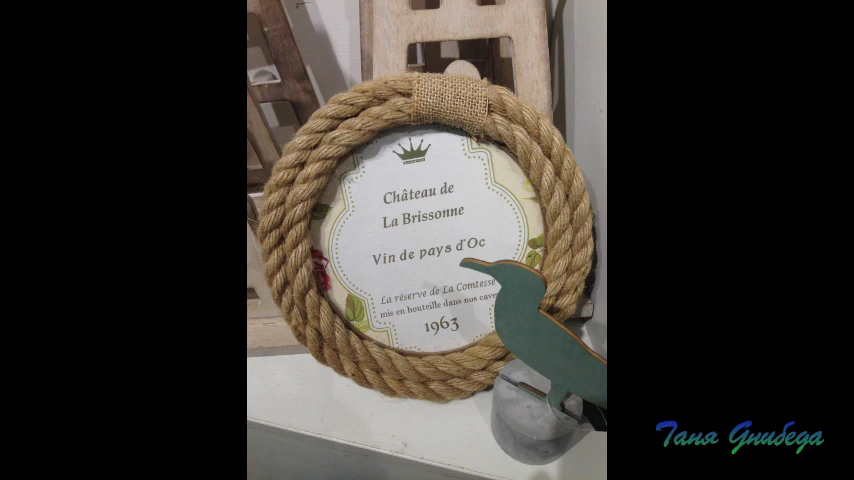 Château de
La Brissonne
Vin de pays d'Oc
La réserve de La Comtesse
mis en bouteille dans nos
1963
Таня Гнибеда